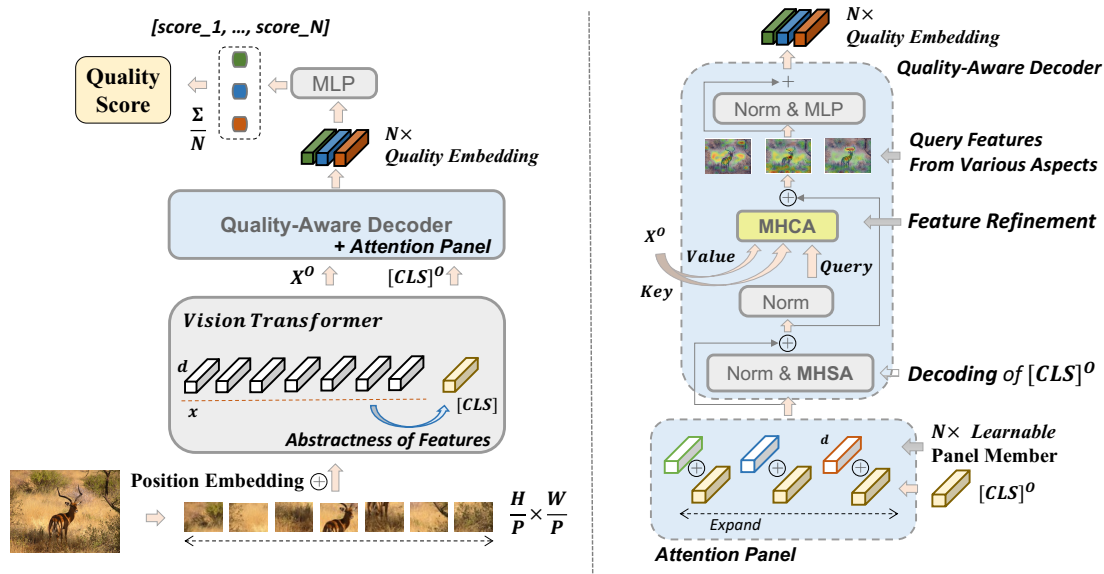 [score_1, ..., score_N]
Quality
Score
Σ
N
MLP
N×
Quality Embedding
Quality-Aware Decoder
+ Attention Panel
X^O
[CLS]^O
Vision Transformer
d
x
[CLS]
Abstractness of Features
Position Embedding ⊕
H/P × W/P
N×
Quality Embedding
Quality-Aware Decoder
+
Norm & MLP
Query Features
From Various Aspects
⊕
MHCA
Feature Refinement
X^O
Value
Key
Query
Norm
⊕
Norm & MHSA
Decoding of [CLS]^O
d
⊕ ⊕ ⊕
N× Learnable
Panel Member
[CLS]^O
Expand
Attention Panel